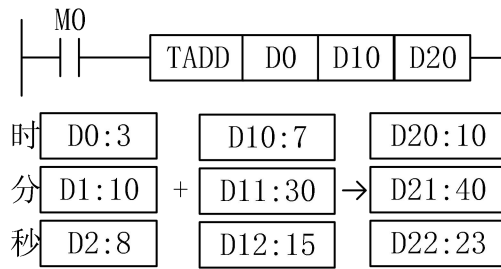 M0
TADD D0 D10 D20
时 D0:3 D10:7 D20:10
分 D1:10 + D11:30 → D21:40
秒 D2:8 D12:15 D22:23